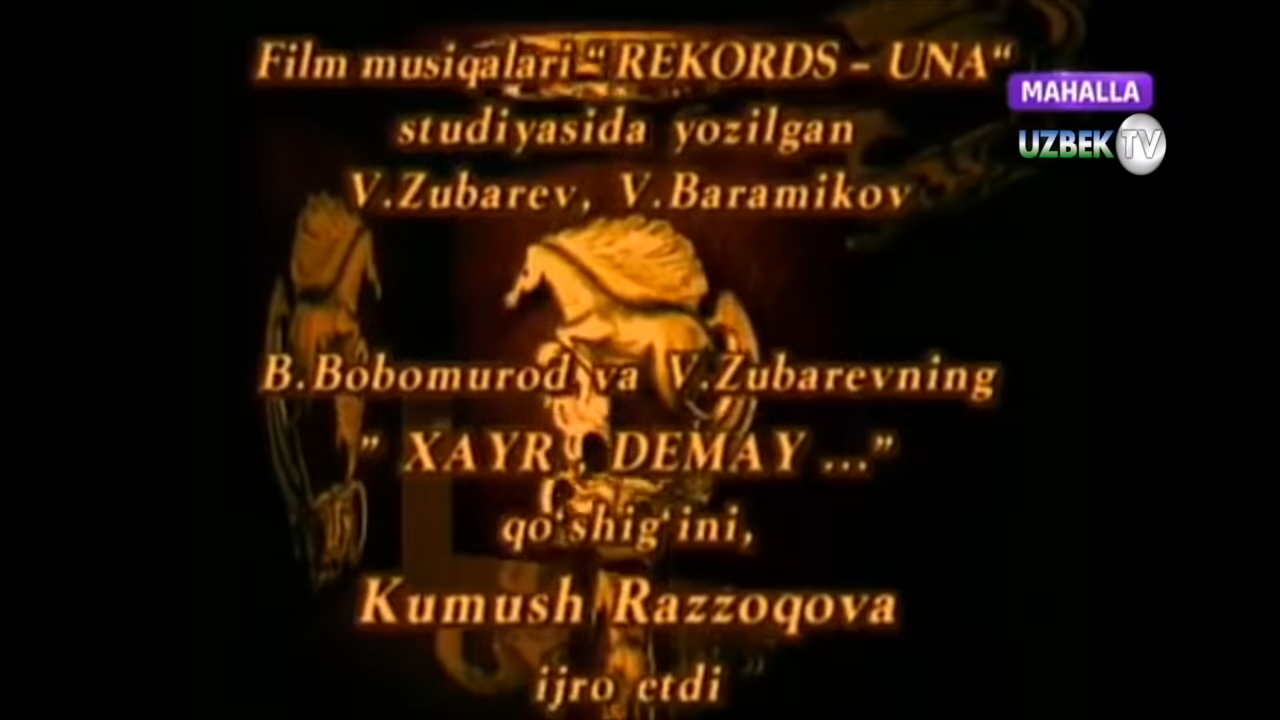 Film musiqalari “ REKORDS – UNA“
MAHALLA
UZBEK TV
studiyasida yozilgan
V.Zubarev, V.Baramikov
B.Bobomurod va V.Zubarevning
” XAYR , DEMAY ...”
qo‘shig‘ini,
Kumush Razzoqova
ijro etdi